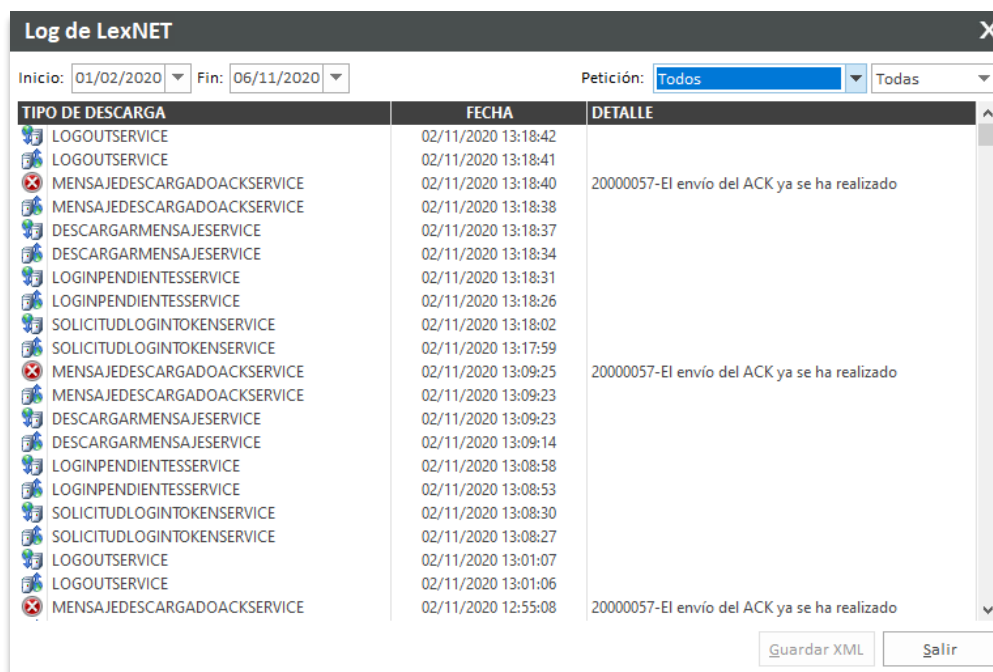 Log de LexNET X
Inicio: 01/02/2020 Fin: 06/11/2020 Petición: Todos Todas
TIPO DE DESCARGA FECHA DETALLE
LOGOUTSERVICE 02/11/2020 13:18:42
LOGOUTSERVICE 02/11/2020 13:18:41
MENSAJEDESCARGADOACKSERVICE 02/11/2020 13:18:40 20000057-El envío del ACK ya se ha realizado
MENSAJEDESCARGADOACKSERVICE 02/11/2020 13:18:38
DESCARGARMENSAJESERVICE 02/11/2020 13:18:37
DESCARGARMENSAJESERVICE 02/11/2020 13:18:34
LOGINPENDIENTESSERVICE 02/11/2020 13:18:31
LOGINPENDIENTESSERVICE 02/11/2020 13:18:26
SOLICITUDLOGINTOKENSERVICE 02/11/2020 13:18:02
SOLICITUDLOGINTOKENSERVICE 02/11/2020 13:17:59
MENSAJEDESCARGADOACKSERVICE 02/11/2020 13:09:25 20000057-El envío del ACK ya se ha realizado
MENSAJEDESCARGADOACKSERVICE 02/11/2020 13:09:23
DESCARGARMENSAJESERVICE 02/11/2020 13:09:23
DESCARGARMENSAJESERVICE 02/11/2020 13:09:14
LOGINPENDIENTESSERVICE 02/11/2020 13:08:58
LOGINPENDIENTESSERVICE 02/11/2020 13:08:53
SOLICITUDLOGINTOKENSERVICE 02/11/2020 13:08:30
SOLICITUDLOGINTOKENSERVICE 02/11/2020 13:08:27
LOGOUTSERVICE 02/11/2020 13:01:07
LOGOUTSERVICE 02/11/2020 13:01:06
MENSAJEDESCARGADOACKSERVICE 02/11/2020 12:55:08 20000057-El envío del ACK ya se ha realizado
Guardar XML Salir